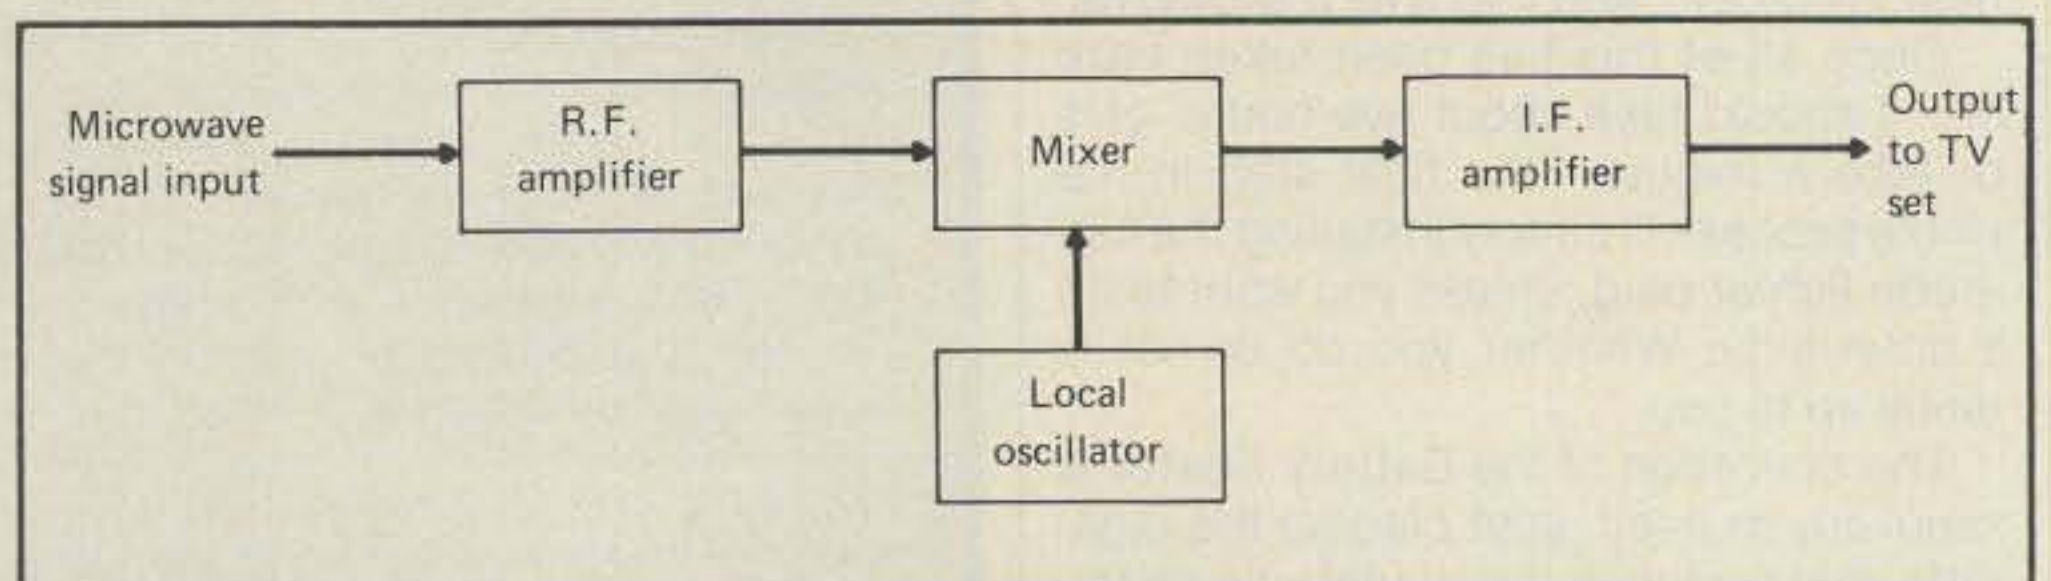 Microwave
signal input
R.F.
amplifier
Mixer
I.F.
amplifier
Output
to TV
set
Local
oscillator